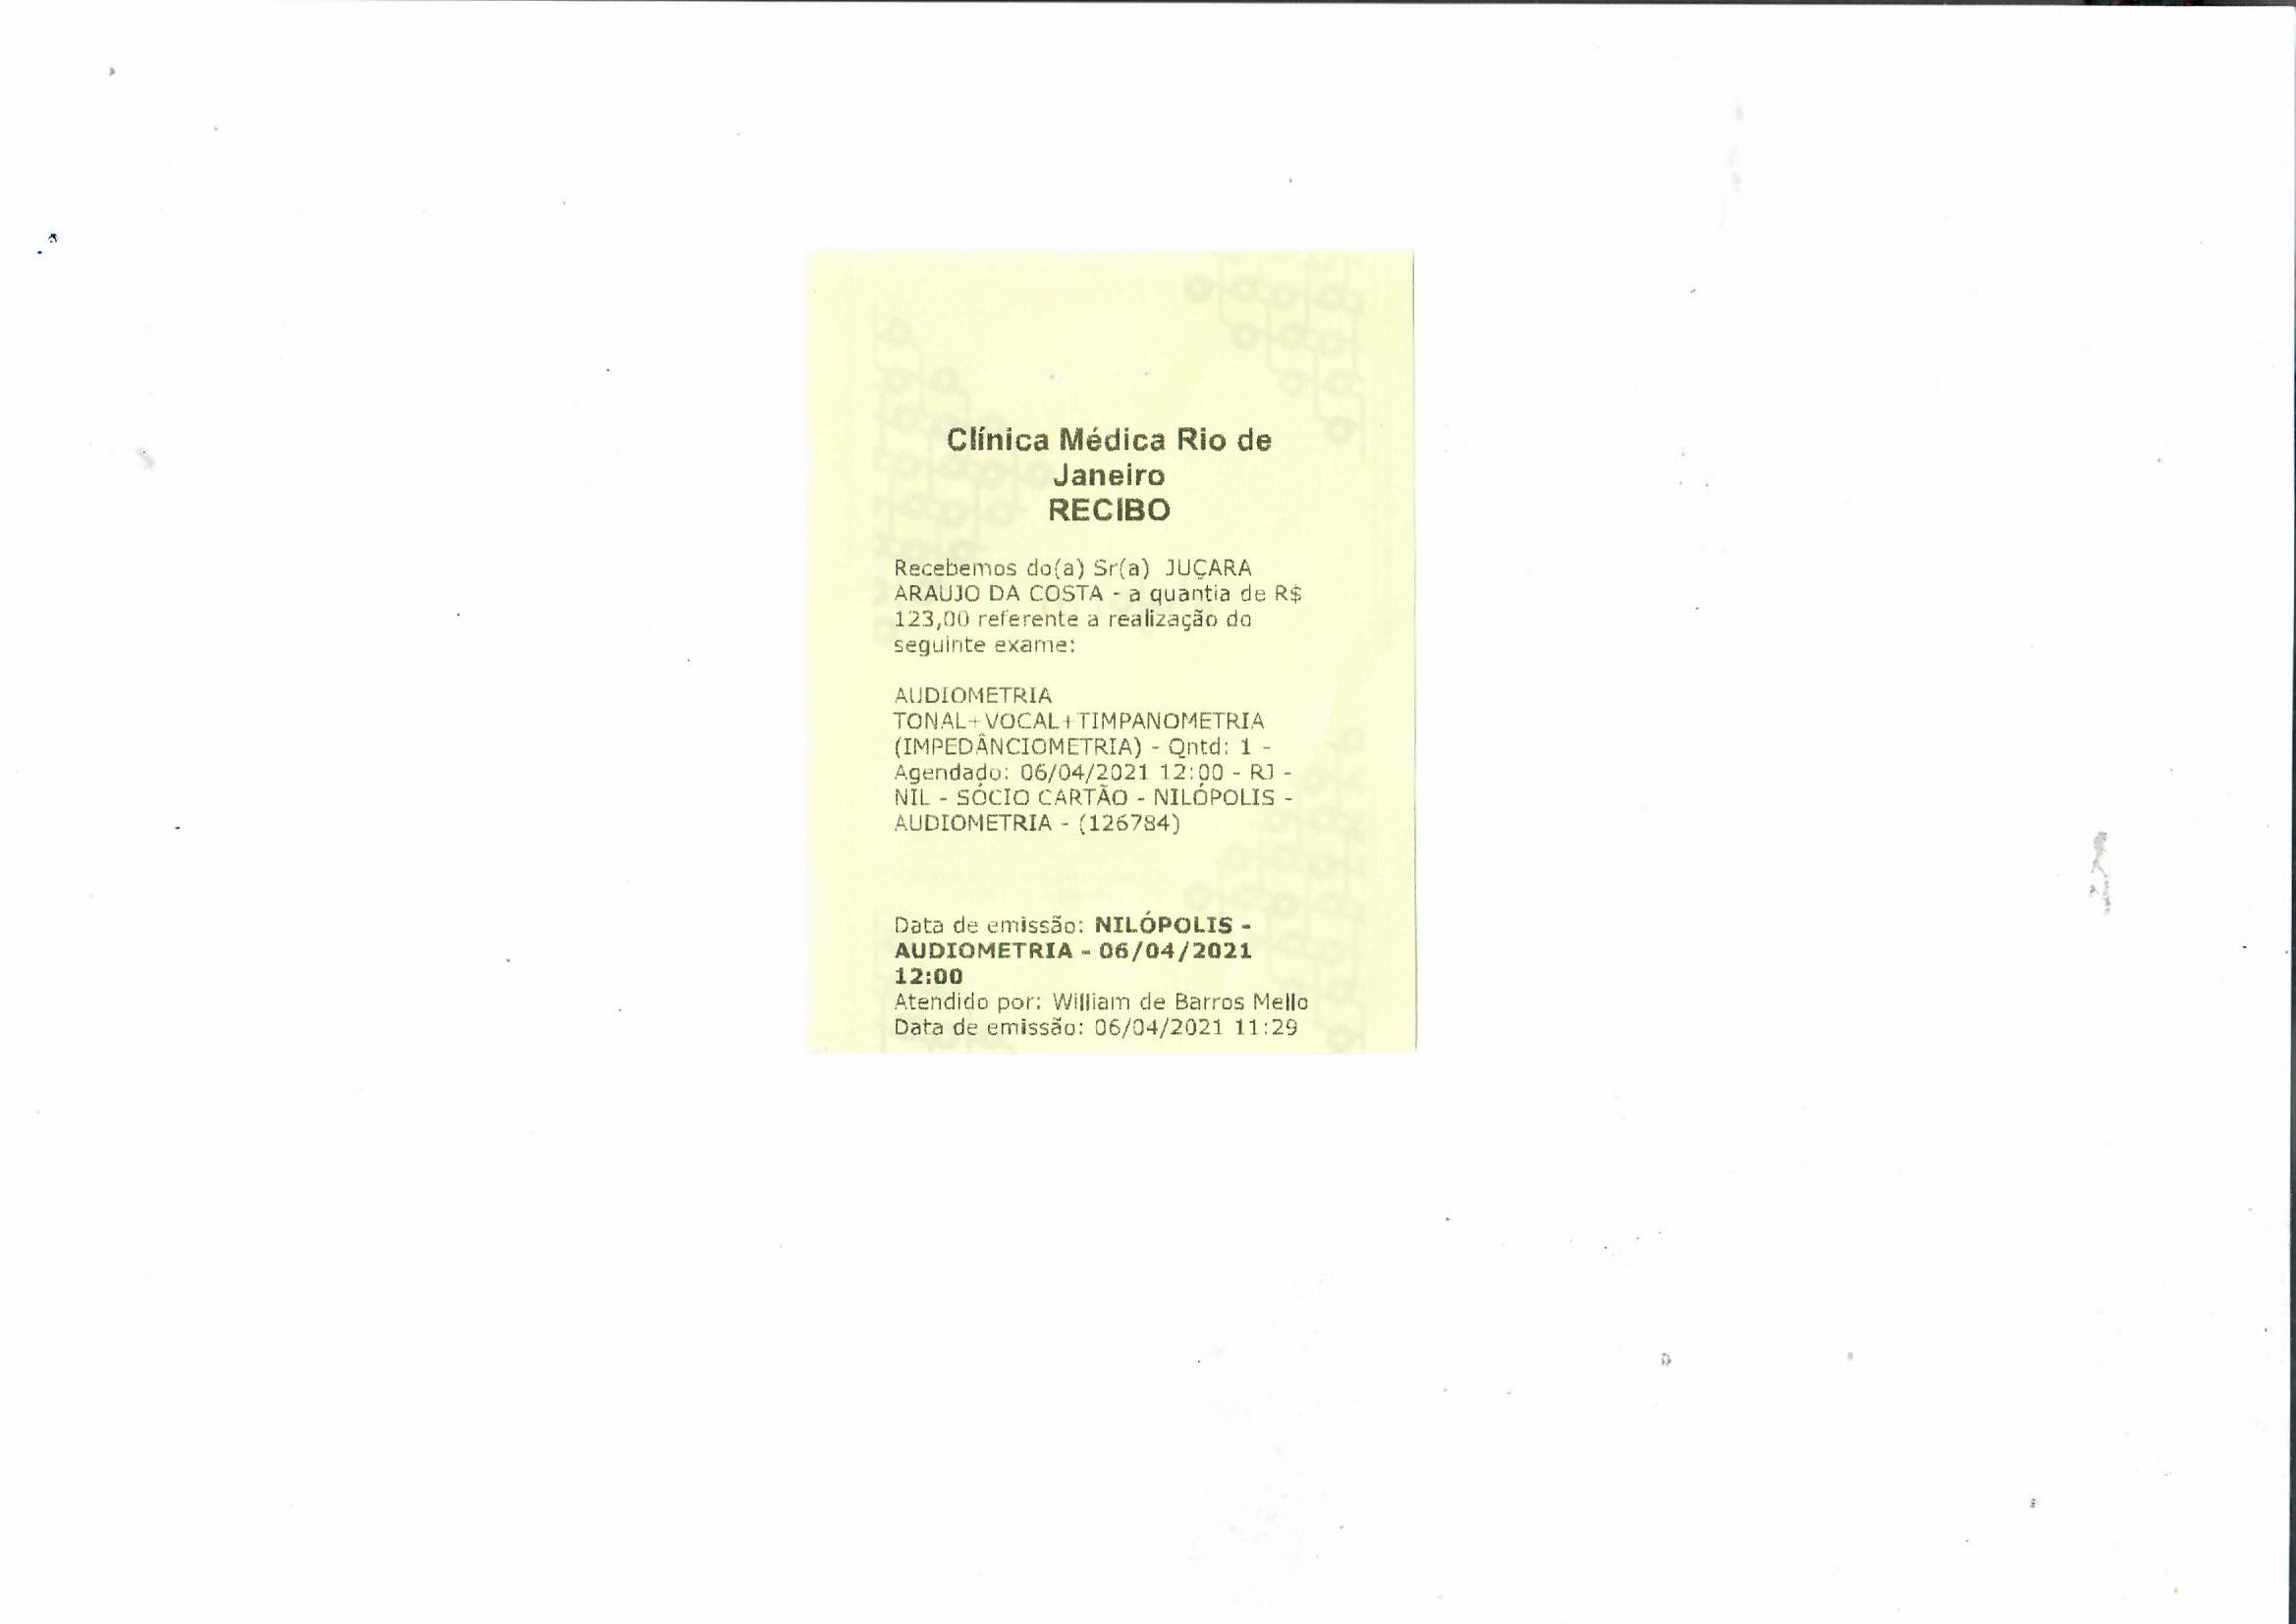 Clínica Médica Rio de
Janeiro
RECIBO
Recebemos do(a) Sr(a) JUÇARA
ARAUJO DA COSTA - a quantia de R$
123,00 referente a realização do
seguinte exame:
AUDIOMETRIA
TONAL+VOCAL+TIMPANOMETRIA
(IMPEDÂNCIOMETRIA) - Qntd: 1 -
Agendado: 06/04/2021 12:00 - RJ -
NIL - SÓCIO CARTÃO - NILÓPOLIS -
AUDIOMETRIA - (126784)
Data de emissão: NILÓPOLIS -
AUDIOMETRIA - 06/04/2021
12:00
Atendido por: William de Barros Mello
Data de emissão: 06/04/2021 11:29